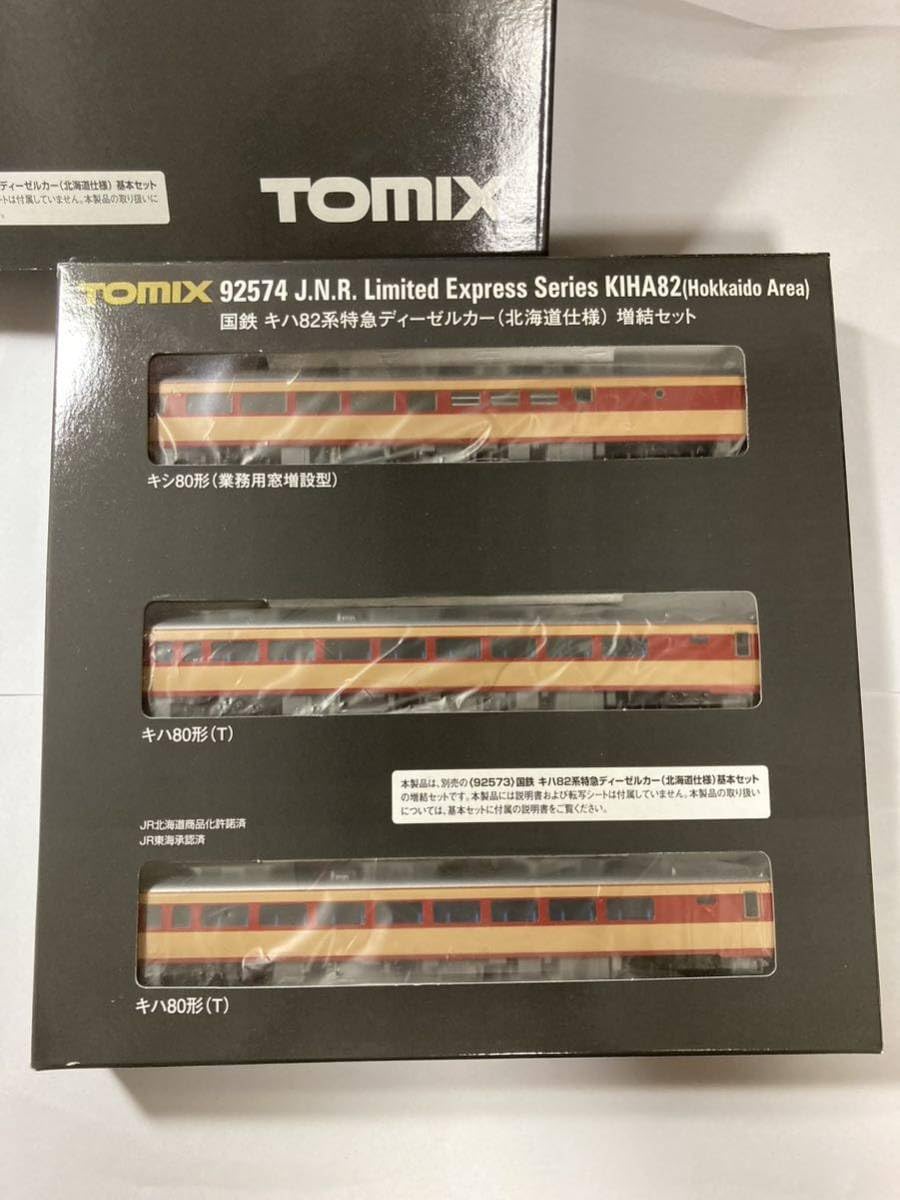 ディーゼルカー(北海道仕様) 基本セット
ートは付属していません。本製品の取り扱いに
TOMIX
TOMIX 92574 J.N.R. Limited Express Series KIHA82(Hokkaido Area)
国鉄 キハ82系特急ディーゼルカー(北海道仕様) 増結セット
キシ80形(業務用窓増設型)
キハ80形(T)
本製品は、別売の《92573》国鉄 キハ82系特急ディーゼルカー(北海道仕様)基本セット
の増結セットです。本製品には説明書および転写シートは付属していません。本製品の取り扱い
については、基本セットに付属の説明書をご覧ください。
JR北海道商品化許諾済
JR東海承認済
キハ80形(T)